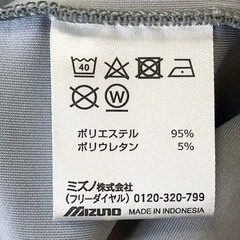 40
W
ポリエステル 95%
ポリウレタン 5%
ミズノ株式会社
(フリーダイヤル) 0120-320-799
MIZUNO MADE IN INDONESIA